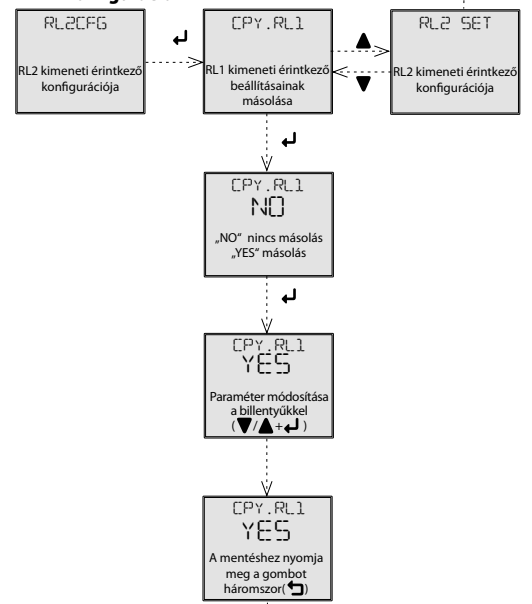 RL2CFG
RL2 kimeneti érintkező
konfigurációja
CPY.RL1
RL1 kimeneti érintkező
beállításainak
másolása
RL2 SET
RL2 kimeneti érintkező
konfigurációja
CPY.RL1
NO
„NO“ nincs másolás
„YES“ másolás
CPY.RL1
YES
Paraméter módosítása
a billentyűkkel
(▼/▲+↵)
CPY.RL1
YES
A mentéshez nyomja
meg a gombot
háromszor(⮌)